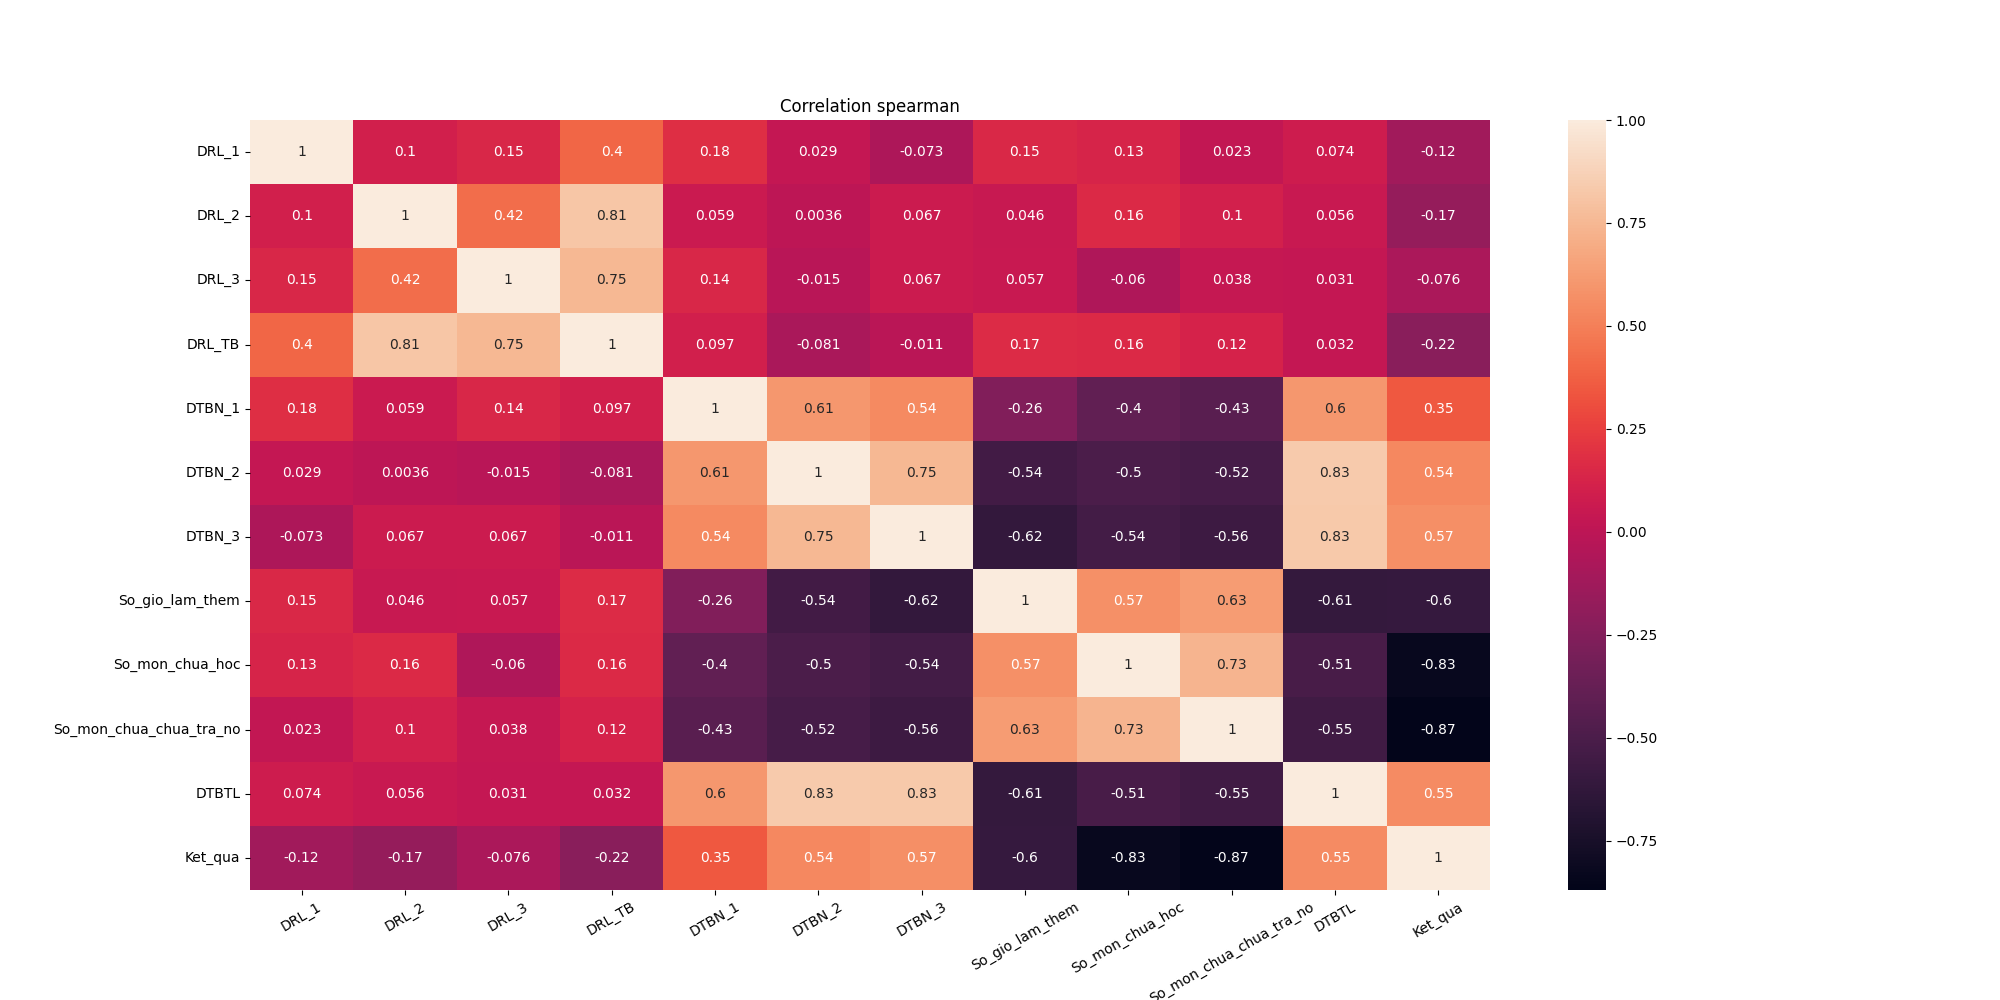 Correlation spearman
DRL_1 1 0.1 0.15 0.4 0.18 0.029 -0.073 0.15 0.13 0.023 0.074 -0.12
DRL_2 0.1 1 0.42 0.81 0.059 0.0036 0.067 0.046 0.16 0.1 0.056 -0.17
DRL_3 0.15 0.42 1 0.75 0.14 -0.015 0.067 0.057 -0.06 0.038 0.031 -0.076
DRL_TB 0.4 0.81 0.75 1 0.097 -0.081 -0.011 0.17 0.16 0.12 0.032 -0.22
DTBN_1 0.18 0.059 0.14 0.097 1 0.61 0.54 -0.26 -0.4 -0.43 0.6 0.35
DTBN_2 0.029 0.0036 -0.015 -0.081 0.61 1 0.75 -0.54 -0.5 -0.52 0.83 0.54
DTBN_3 -0.073 0.067 0.067 -0.011 0.54 0.75 1 -0.62 -0.54 -0.56 0.83 0.57
So_gio_lam_them 0.15 0.046 0.057 0.17 -0.26 -0.54 -0.62 1 0.57 0.63 -0.61 -0.6
So_mon_chua_hoc 0.13 0.16 -0.06 0.16 -0.4 -0.5 -0.54 0.57 1 0.73 -0.51 -0.83
So_mon_chua_chua_tra_no 0.023 0.1 0.038 0.12 -0.43 -0.52 -0.56 0.63 0.73 1 -0.55 -0.87
DTBTL 0.074 0.056 0.031 0.032 0.6 0.83 0.83 -0.61 -0.51 -0.55 1 0.55
Ket_qua -0.12 -0.17 -0.076 -0.22 0.35 0.54 0.57 -0.6 -0.83 -0.87 0.55 1
DRL_1 DRL_2 DRL_3 DRL_TB DTBN_1 DTBN_2 DTBN_3 So_gio_lam_them So_mon_chua_hoc So_mon_chua_chua_tra_no DTBTL Ket_qua
1.00
0.75
0.50
0.25
0.00
−0.25
−0.50
−0.75